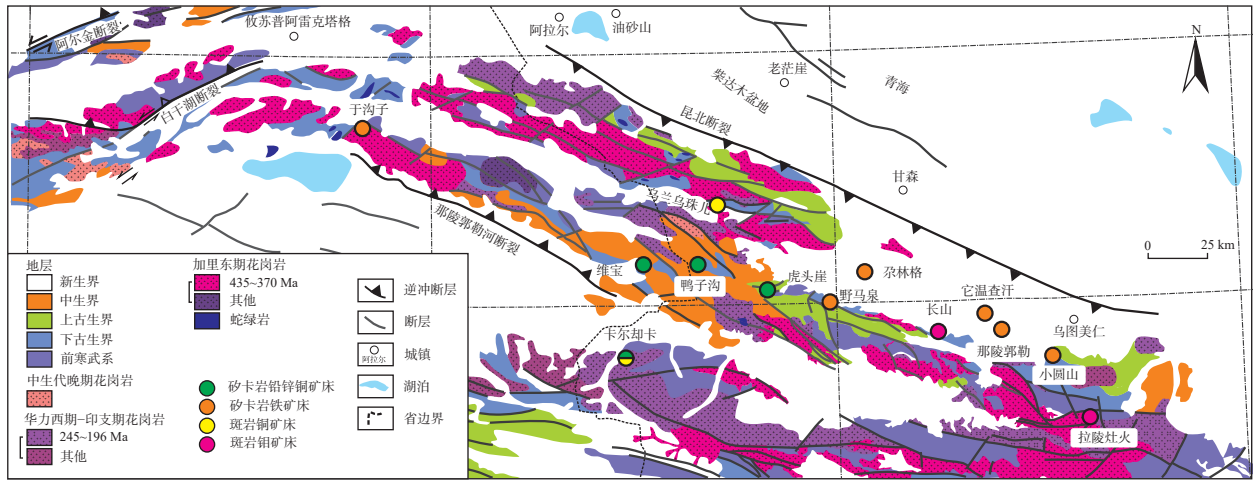 阿尔金断裂
攸苏普阿雷克塔格
阿拉尔
油砂山
老茫崖
柴达木盆地
青海
N
白干湖断裂
于沟子
昆北断裂
甘森
乌兰乌珠儿
那陵郭勒河断裂
0 25 km
维宝
鸭子沟
虎头崖
尕林格
野马泉
它温查汗
长山
乌图美仁
那陵郭勒
卡尔却卡
小圆山
拉陵灶火
地层
新生界
中生界
上古生界
下古生界
前寒武系
中生代晚期花岗岩
华力西期–印支期花岗岩
245~196 Ma
其他
加里东期花岗岩
435~370 Ma
其他
蛇绿岩
矽卡岩铅锌铜矿床
矽卡岩铁矿床
斑岩铜矿床
斑岩钼矿床
逆冲断层
断层
阿拉尔
城镇
湖泊
省边界